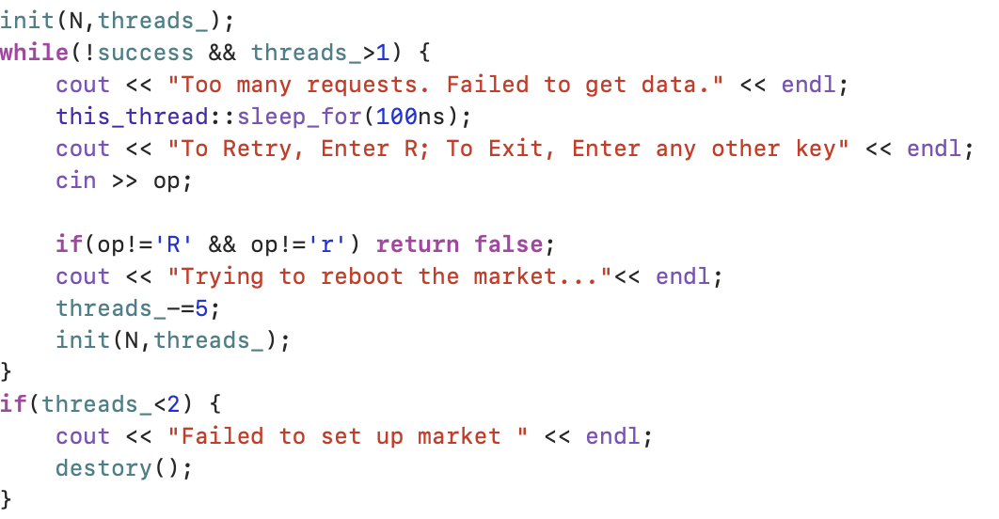 init(N,threads_);
while(!success && threads_>1) {
    cout << "Too many requests. Failed to get data." << endl;
    this_thread::sleep_for(100ns);
    cout << "To Retry, Enter R; To Exit, Enter any other key" << endl;
    cin >> op;

    if(op!='R' && op!='r') return false;
    cout << "Trying to reboot the market..."<< endl;
    threads_-=5;
    init(N,threads_);
}
if(threads_<2) {
    cout << "Failed to set up market " << endl;
    destory();
}